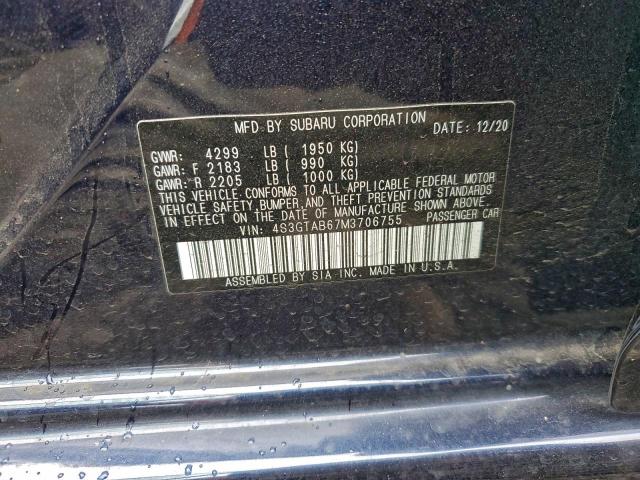 MFD BY SUBARU CORPORATION DATE: 12/20
GVWR: 4299 LB ( 1950 KG)
GAWR: F 2183 LB ( 990 KG)
GAWR: R 2205 LB ( 1000 KG)
THIS VEHICLE CONFORMS TO ALL APPLICABLE FEDERAL MOTOR
VEHICLE SAFETY, BUMPER, AND THEFT PREVENTION STANDARDS
IN EFFECT ON THE DATE OF MANUFACTURE SHOWN ABOVE.
VIN: 4S3GTAB67M3706755 PASSENGER CAR
ASSEMBLED BY SIA INC. MADE IN U.S.A.